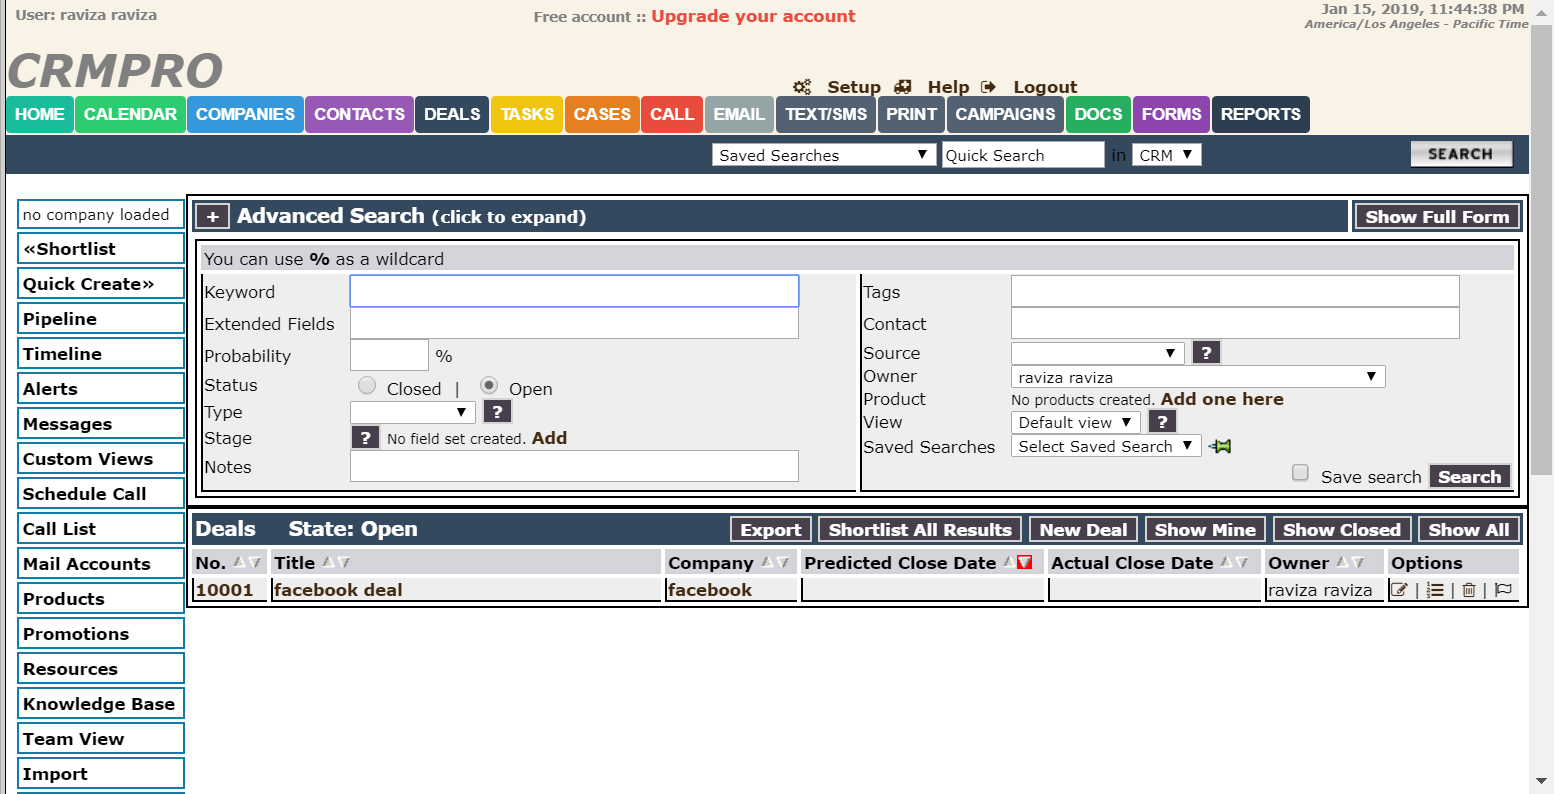 User: raviza raviza
Free account :: Upgrade your account
Jan 15, 2019, 11:44:38 PM
America/Los Angeles - Pacific Time
CRMPRO
Setup Help Logout
HOME CALENDAR COMPANIES CONTACTS DEALS TASKS CASES CALL EMAIL TEXT/SMS PRINT CAMPAIGNS DOCS FORMS REPORTS
Saved Searches Quick Search in CRM SEARCH
no company loaded
«Shortlist
Quick Create»
Pipeline
Timeline
Alerts
Messages
Custom Views
Schedule Call
Call List
Mail Accounts
Products
Promotions
Resources
Knowledge Base
Team View
Import
+ Advanced Search (click to expand) Show Full Form
You can use % as a wildcard
Keyword
Extended Fields
Probability %
Status Closed | Open
Type ?
Stage ? No field set created. Add
Notes
Tags
Contact
Source ?
Owner raviza raviza
Product No products created. Add one here
View Default view ?
Saved Searches Select Saved Search
Save search Search
Deals State: Open Export Shortlist All Results New Deal Show Mine Show Closed Show All
No. Title Company Predicted Close Date Actual Close Date Owner Options
10001 facebook deal facebook raviza raviza | | |